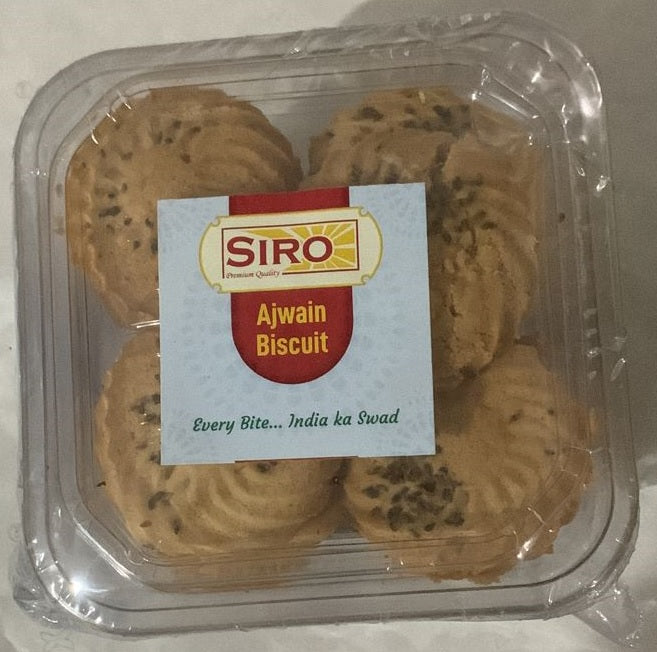 SIRO
Premium Quality
Ajwain
Biscuit
Every Bite... India ka Swad